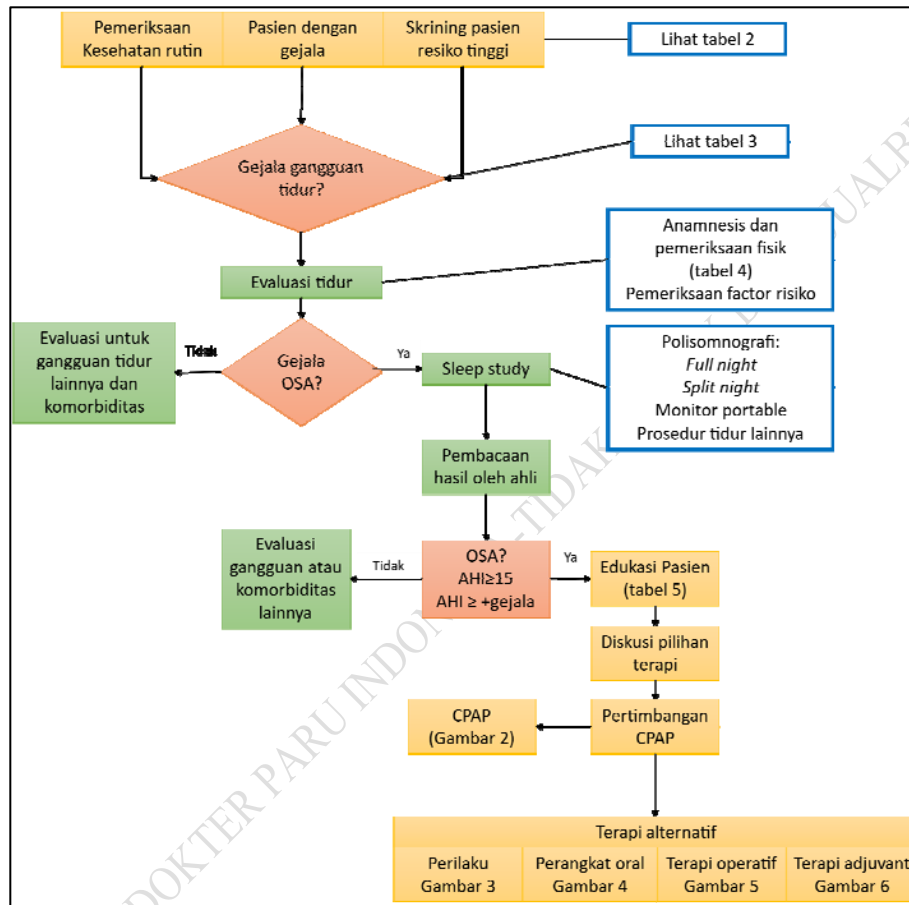 Pemeriksaan
Kesehatan rutin
Pasien dengan
gejala
Skrining pasien
resiko tinggi
Lihat tabel 2
Gejala gangguan
tidur?
Lihat tabel 3
Evaluasi tidur
Anamnesis dan
pemeriksaan fisik
(tabel 4)
Pemeriksaan factor risiko
Gejala
OSA?
Tidak
Evaluasi untuk
gangguan tidur
lainnya dan
komorbiditas
Ya
Sleep study
Polisomnografi:
Full night
Split night
Monitor portable
Prosedur tidur lainnya
Pembacaan
hasil oleh ahli
OSA?
AHI≥15
AHI ≥ +gejala
Tidak
Evaluasi
gangguan atau
komorbiditas
lainnya
Ya
Edukasi Pasien
(tabel 5)
Diskusi pilihan
terapi
Pertimbangan
CPAP
CPAP
(Gambar 2)
Terapi alternatif
Perilaku
Gambar 3
Perangkat oral
Gambar 4
Terapi operatif
Gambar 5
Terapi adjuvant
Gambar 6
DOKTER PARU INDON
-TIDAK
JUALB